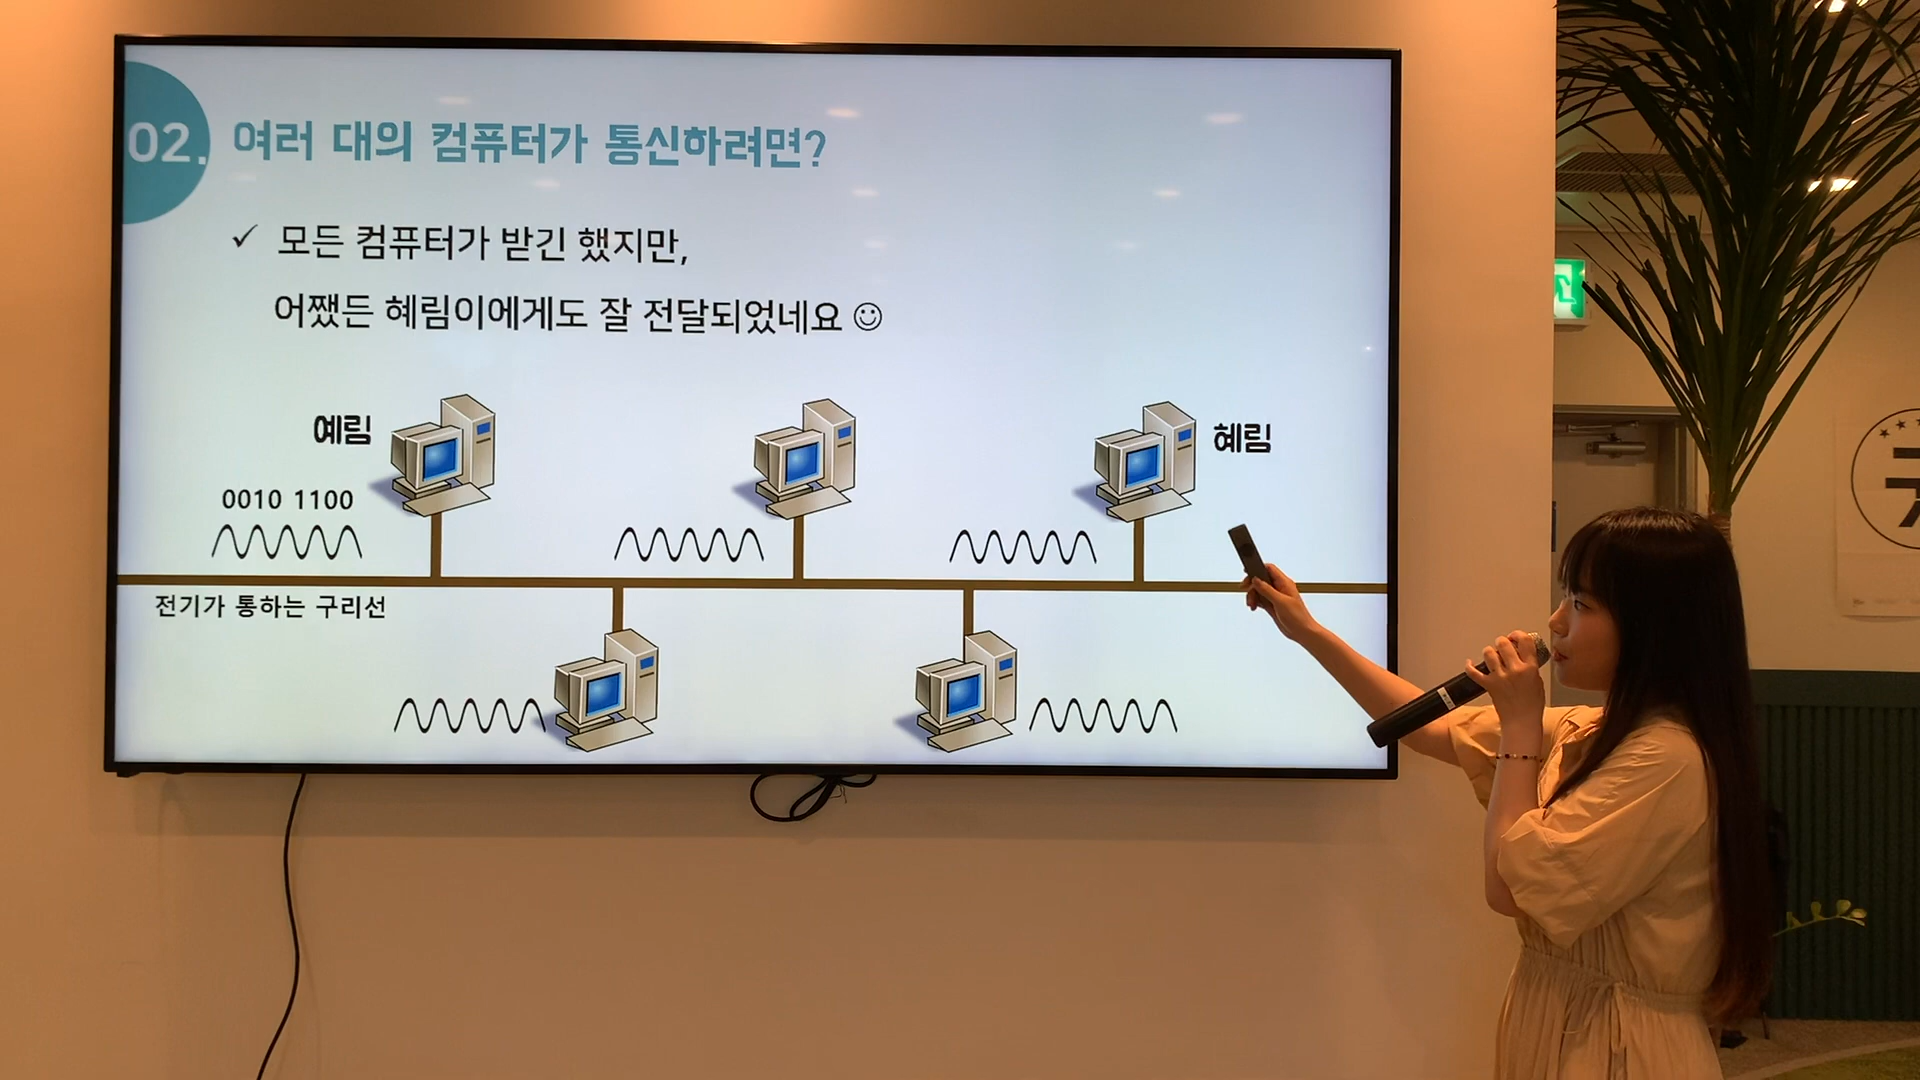 02. 여러 대의 컴퓨터가 통신하려면?
✓ 모든 컴퓨터가 받긴 했지만,
어쨌든 혜림이에게도 잘 전달되었네요 ☺
예림
혜림
0010 1100
전기가 통하는 구리선